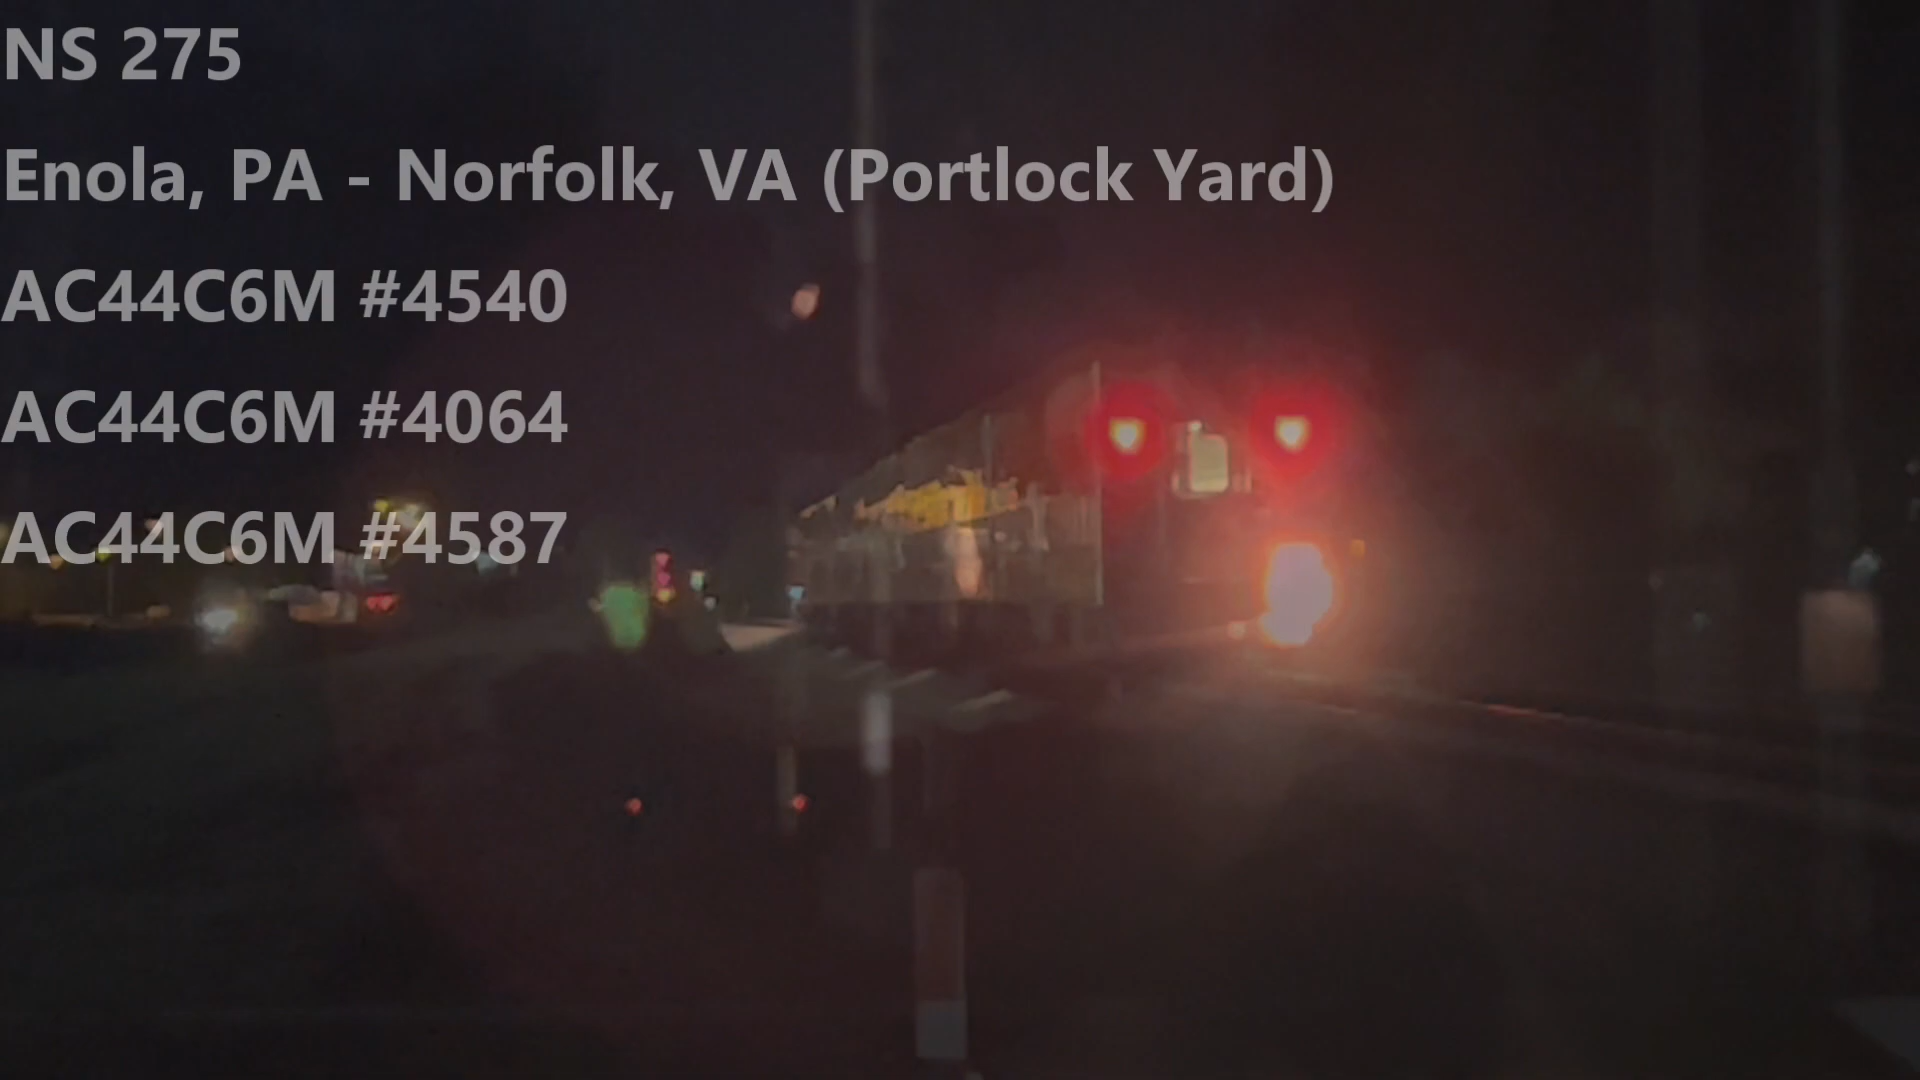 NS 275
Enola, PA - Norfolk, VA (Portlock Yard)
AC44C6M #4540
AC44C6M #4064
AC44C6M #4587